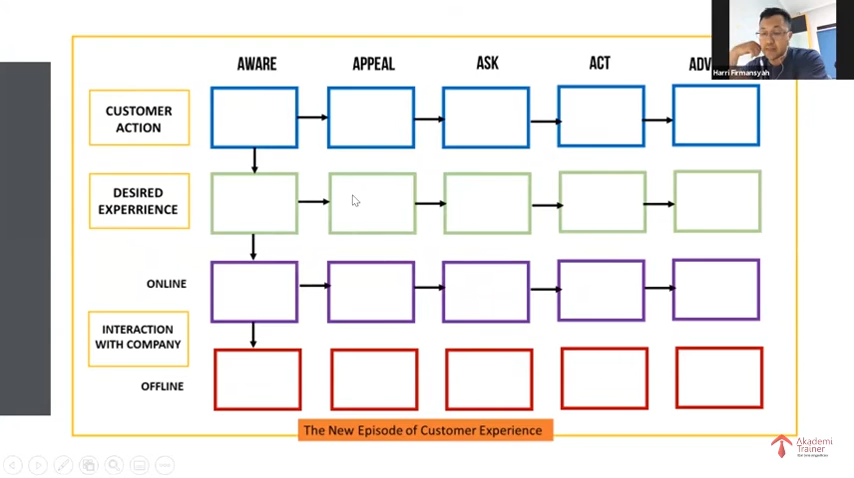 Harri Firmansyah
AWARE
APPEAL
ASK
ACT
ADV
CUSTOMER
ACTION
DESIRED
EXPERRIENCE
ONLINE
INTERACTION
WITH COMPANY
OFFLINE
The New Episode of Customer Experience
Akademi
Trainer